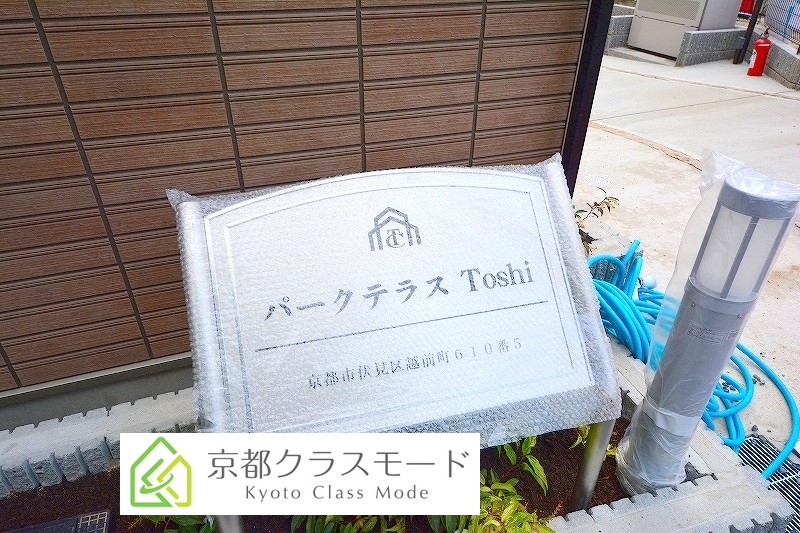 TC
パークテラス Toshi
京都市伏見区越前町610番5
京都クラスモード
Kyoto Class Mode